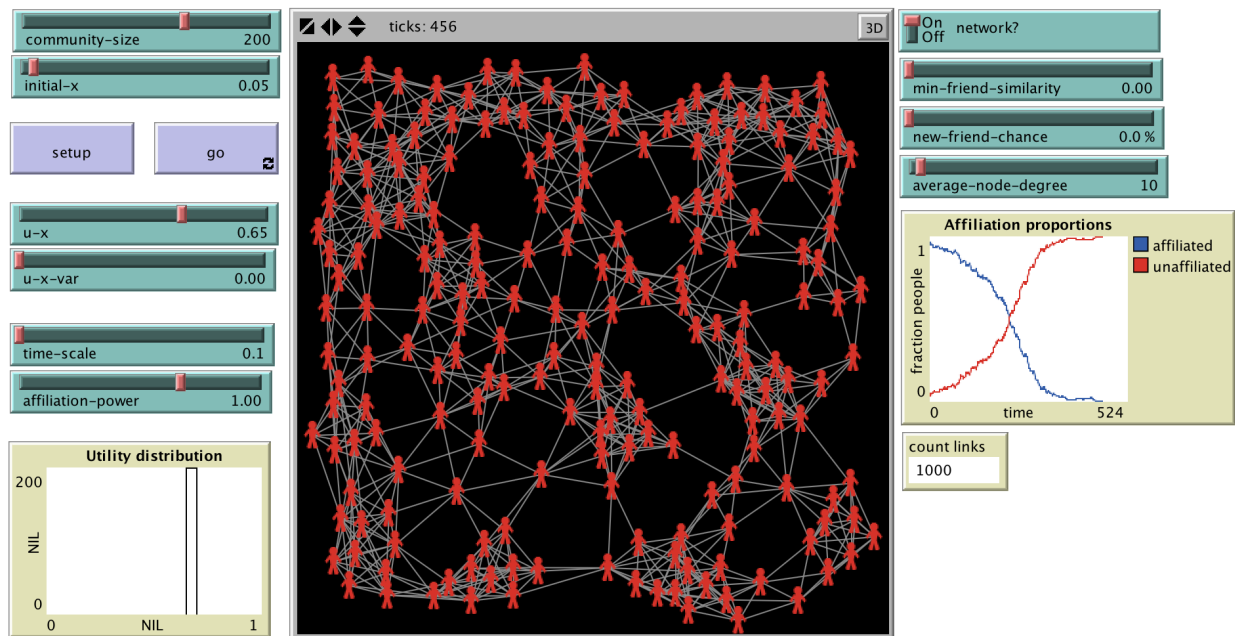 community-size 200
initial-x 0.05
setup
go
u-x 0.65
u-x-var 0.00
time-scale 0.1
affiliation-power 1.00
Utility distribution
200
NIL
0
0 NIL 1
ticks: 456
3D
On
Off
network?
min-friend-similarity 0.00
new-friend-chance 0.0 %
average-node-degree 10
Affiliation proportions
1
fraction people
0
0 time 524
affiliated
unaffiliated
count links
1000